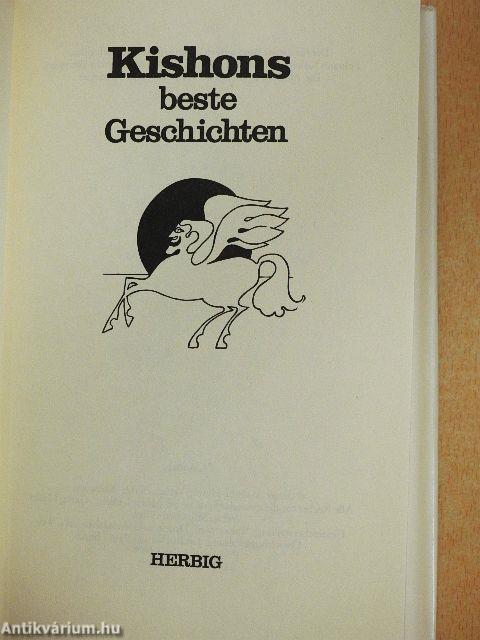 Kishons
beste
Geschichten
HERBIG
Antikvárium.hu